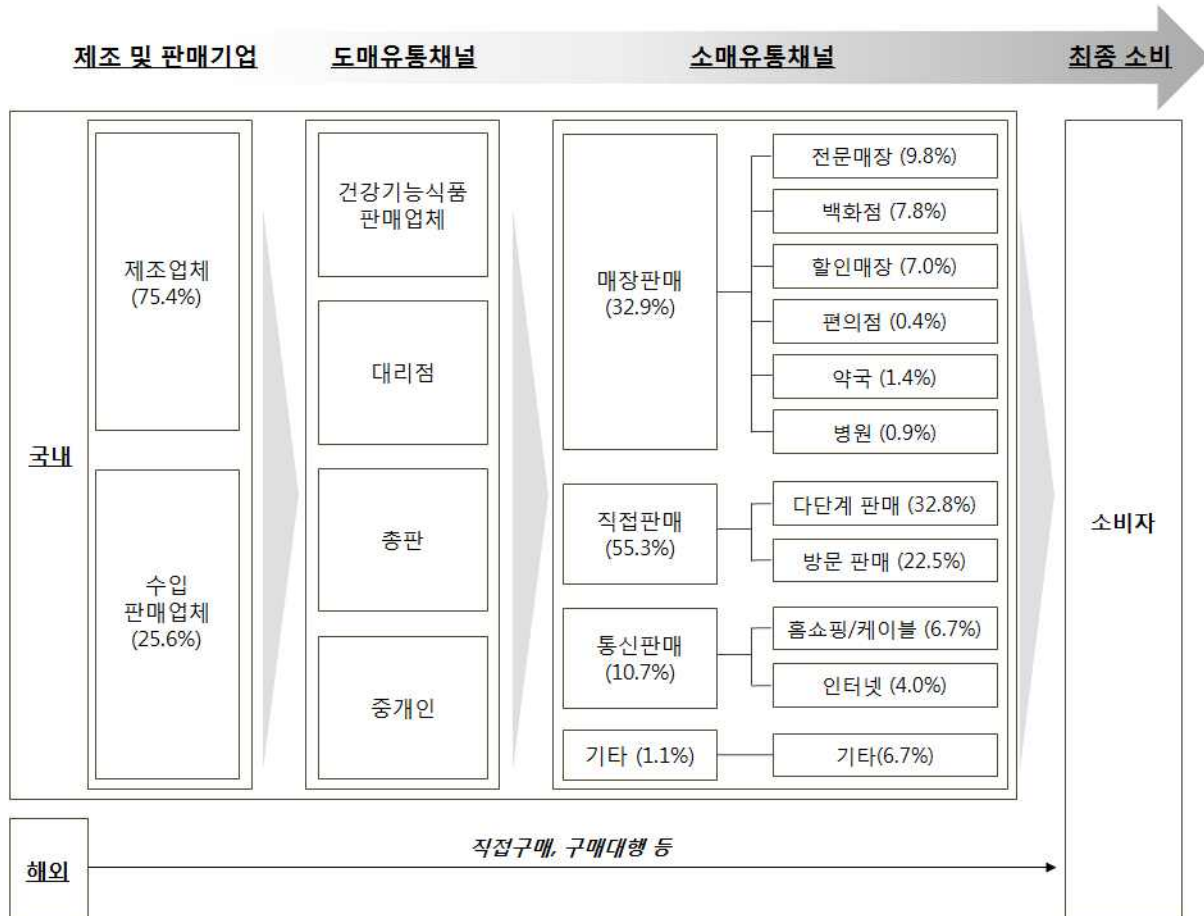 제조 및 판매기업
도매유통채널
소매유통채널
최종 소비
국내
제조업체
(75.4%)
수입
판매업체
(25.6%)
건강기능식품
판매업체
대리점
총판
중개인
매장판매
(32.9%)
전문매장 (9.8%)
백화점 (7.8%)
할인매장 (7.0%)
편의점 (0.4%)
약국 (1.4%)
병원 (0.9%)
직접판매
(55.3%)
다단계 판매 (32.8%)
방문 판매 (22.5%)
통신판매
(10.7%)
홈쇼핑/케이블 (6.7%)
인터넷 (4.0%)
기타 (1.1%)
기타(6.7%)
소비자
해외
직접구매, 구매대행 등